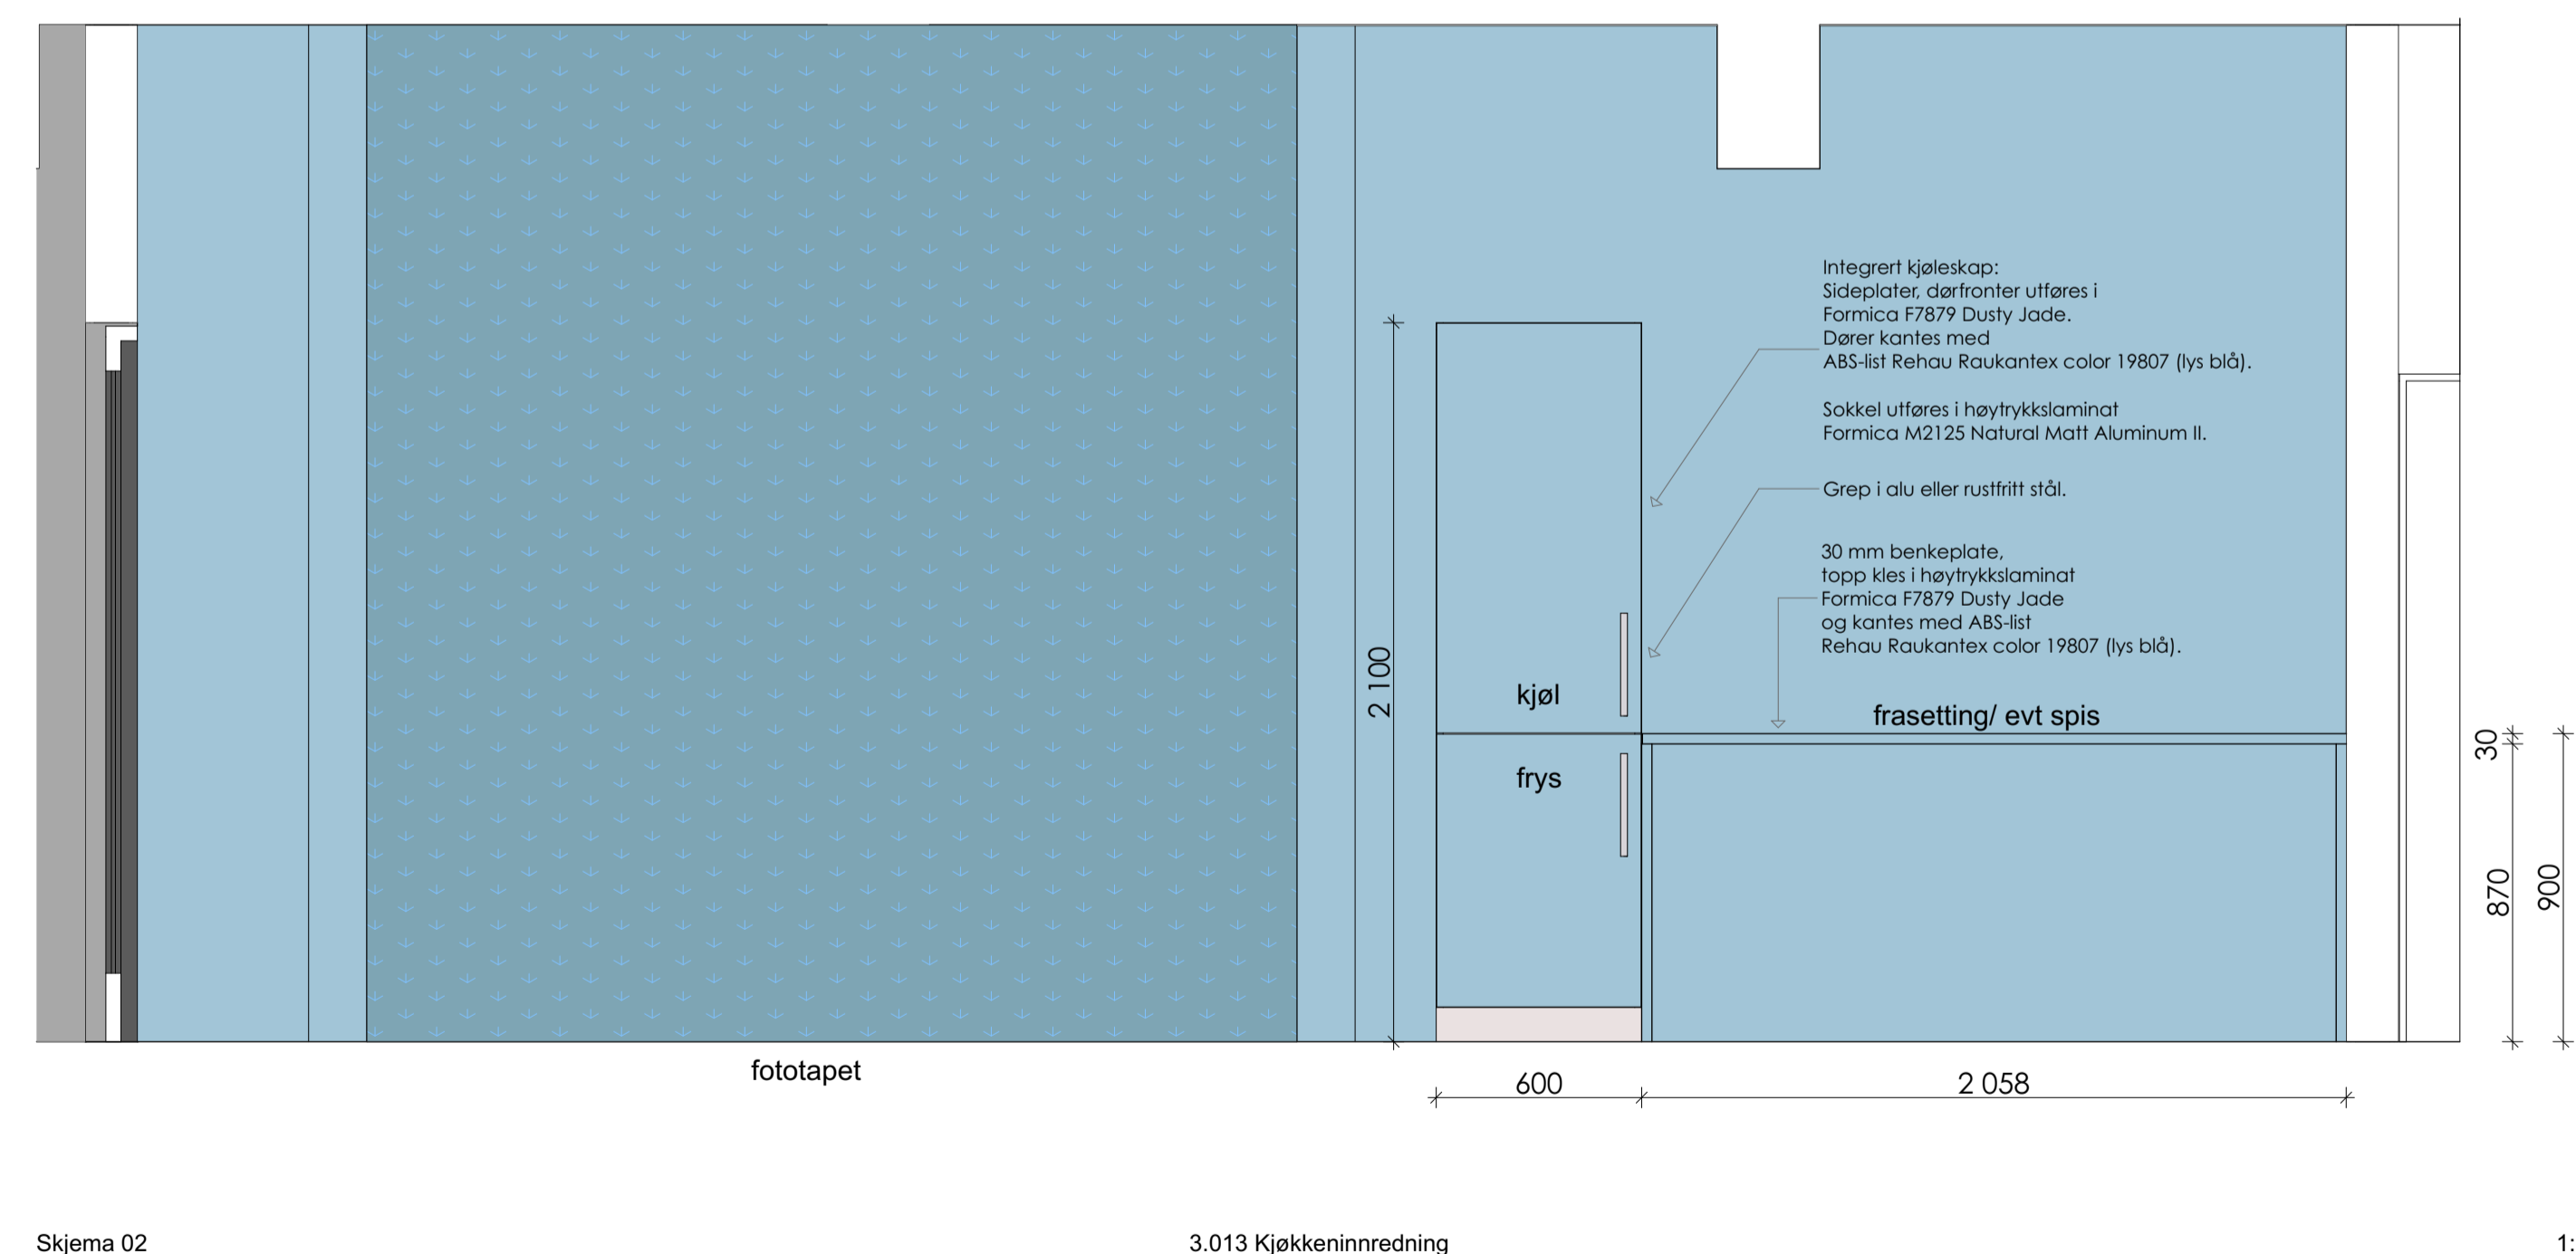 Integrert kjøleskap:
Sideplater, dørfronter utføres i
Formica F7879 Dusty Jade.
Dører kantes med
ABS-list Rehau Raukantex color 19807 (lys blå).
Sokkel utføres i høytrykkslaminat
Formica M2125 Natural Matt Aluminum II.
Grep i alu eller rustfritt stål.
30 mm benkeplate,
topp kles i høytrykkslaminat
Formica F7879 Dusty Jade
og kantes med ABS-list
Rehau Raukantex color 19807 (lys blå).
2 100
kjøl
frasetting/ evt spis
frys
30
870
900
fototapet
600
2 058
Skjema 02
3.013 Kjøkkeninnredning
1: